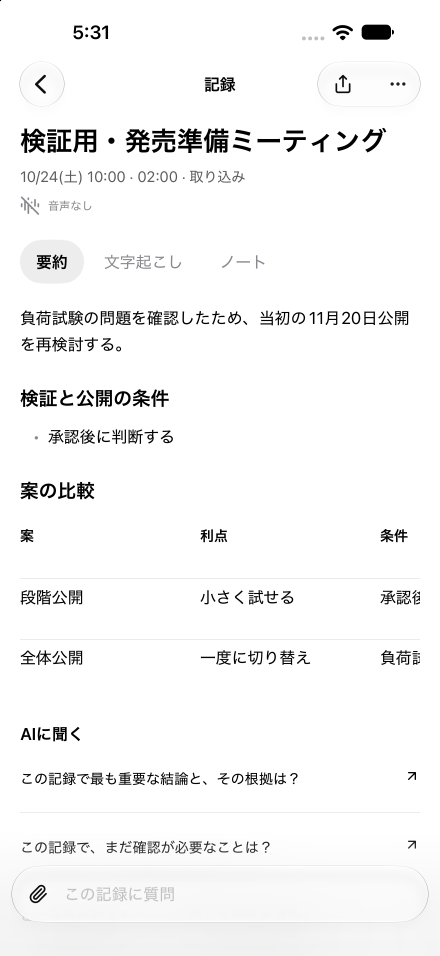 5:31
記録
検証用・発売準備ミーティング
10/24(土) 10:00 · 02:00 · 取り込み
音声なし
要約 文字起こし ノート
負荷試験の問題を確認したため、当初の11月20日公開
を再検討する。
検証と公開の条件
• 承認後に判断する
案の比較
案 利点 条件
段階公開 小さく試せる 承認
全体公開 一度に切り替え 負荷
AIに聞く
この記録で最も重要な結論と、その根拠は？
この記録で、まだ確認が必要なことは？
この記録に質問